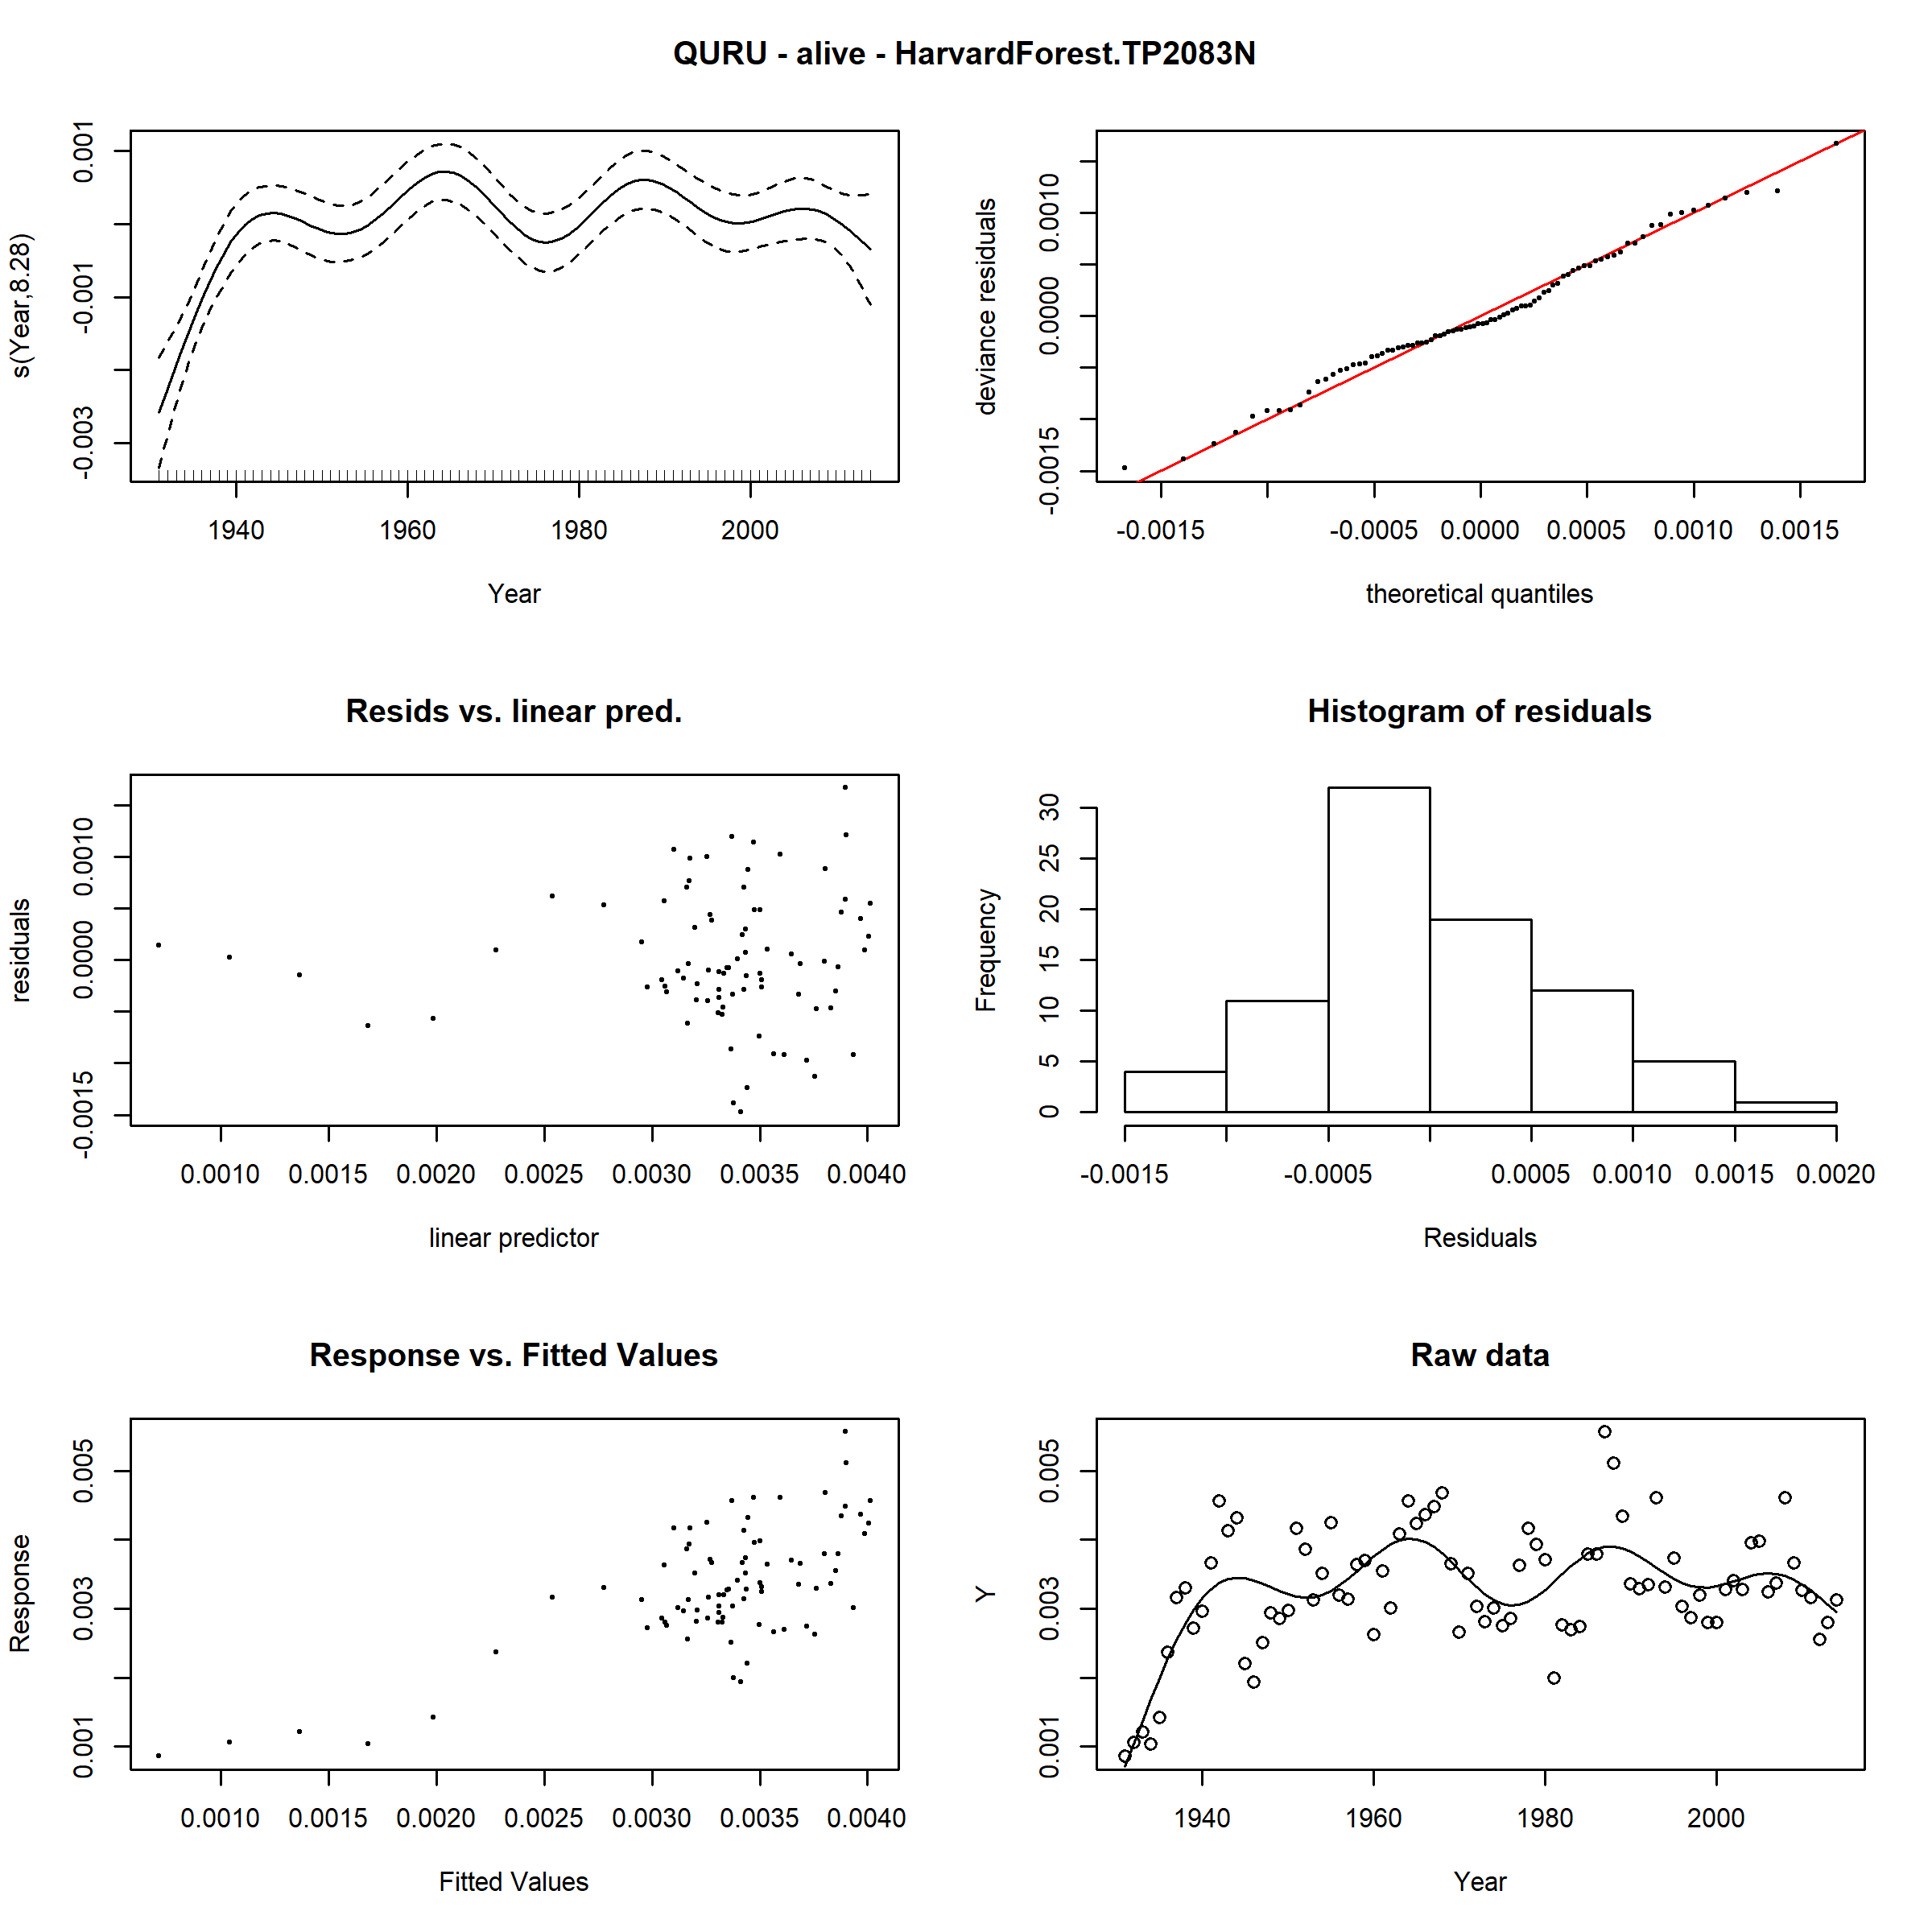 QURU - alive - HarvardForest.TP2083N
s(Year,8.28)
0.001
-0.001
-0.003
1940 1960 1980 2000
Year
deviance residuals
0.0010
0.0000
-0.0015
-0.0015 -0.0005 0.0000 0.0005 0.0010 0.0015
theoretical quantiles
Resids vs. linear pred.
residuals
0.0010
0.0000
-0.0015
0.0010 0.0015 0.0020 0.0025 0.0030 0.0035 0.0040
linear predictor
Histogram of residuals
Frequency
30
25
20
15
10
5
0
-0.0015 -0.0005 0.0005 0.0010 0.0015 0.0020
Residuals
Response vs. Fitted Values
Response
0.005
0.003
0.001
0.0010 0.0015 0.0020 0.0025 0.0030 0.0035 0.0040
Fitted Values
Raw data
Y
0.005
0.003
0.001
1940 1960 1980 2000
Year